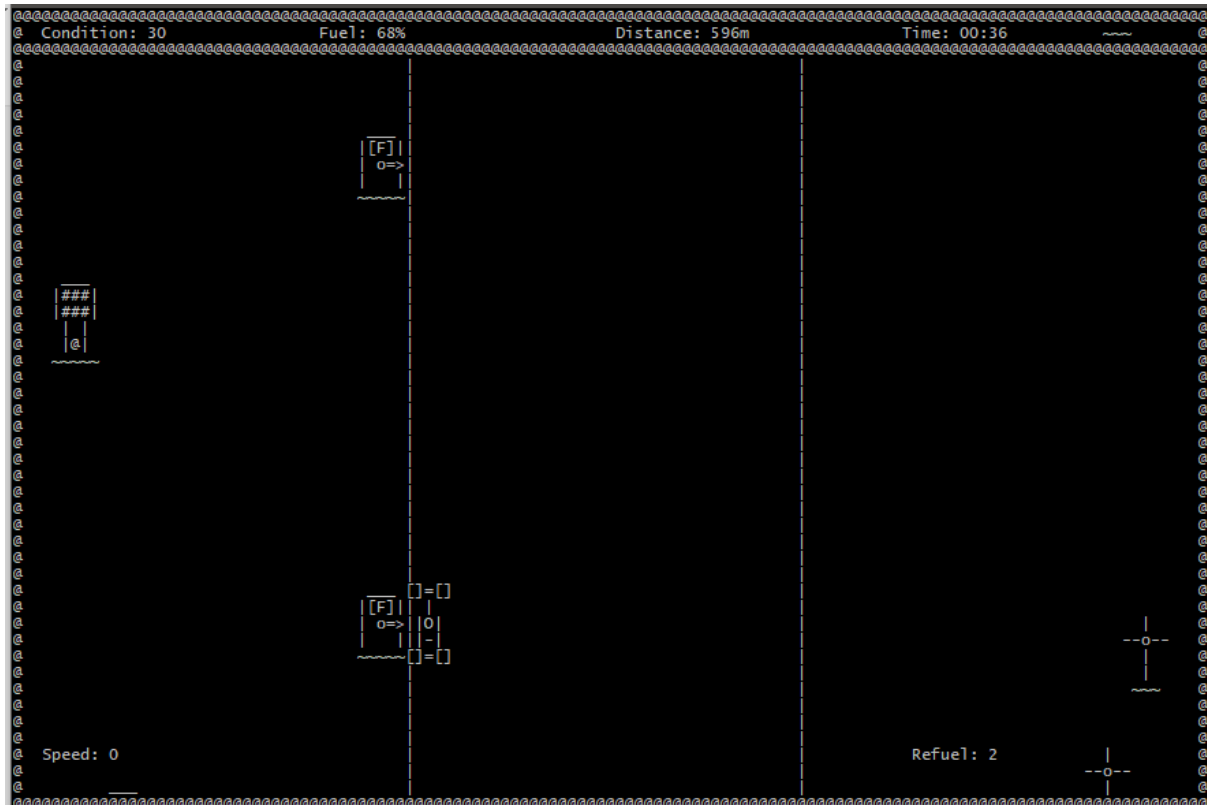 Condition: 30 Fuel: 68% Distance: 596m Time: 00:36
[F]
o=>
###
###
@
[]=[]
[F]
o=> O
[]=[]
--o--
Speed: 0 Refuel: 2
--o--